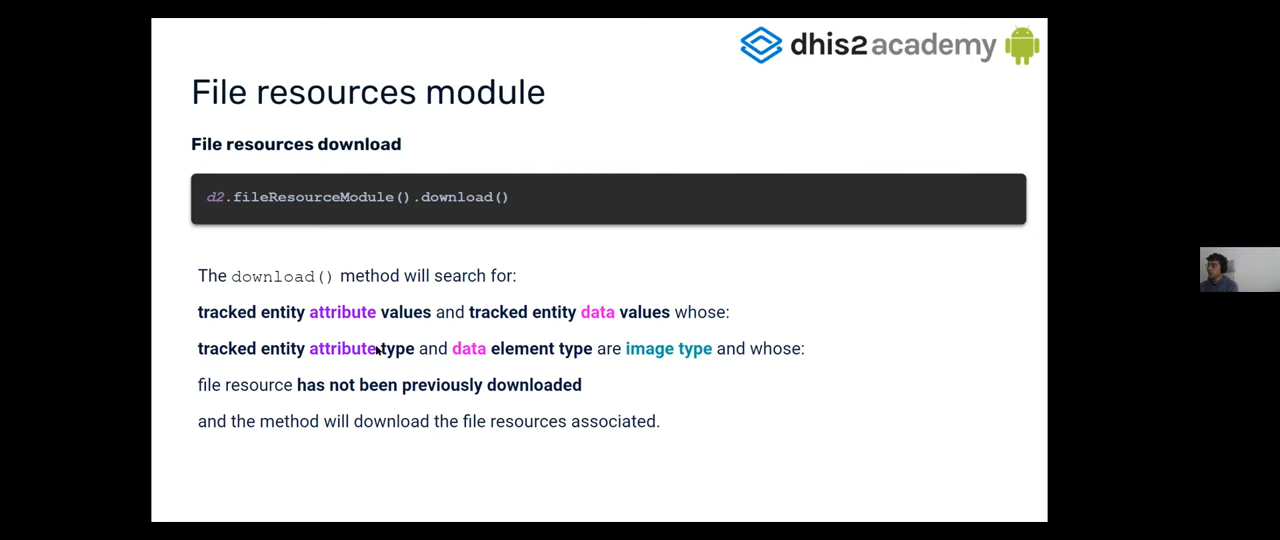 dhis2 academy
File resources module
File resources download
d2.fileResourceModule().download()
The download() method will search for:
tracked entity attribute values and tracked entity data values whose:
tracked entity attribute type and data element type are image type and whose:
file resource has not been previously downloaded
and the method will download the file resources associated.